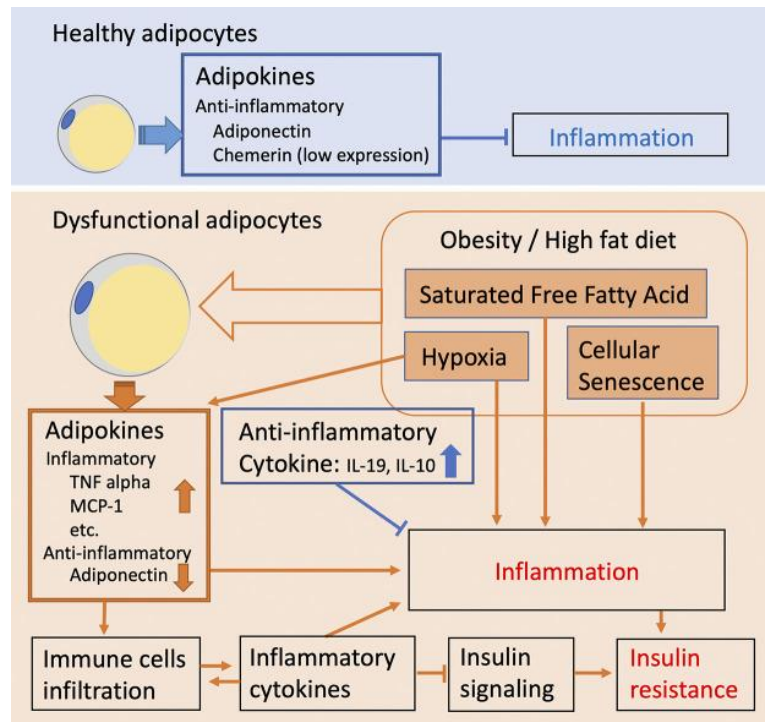 Healthy adipocytes
Adipokines
Anti-inflammatory
Adiponectin
Chemerin (low expression)
Inflammation
Dysfunctional adipocytes
Obesity / High fat diet
Saturated Free Fatty Acid
Hypoxia
Cellular
Senescence
Adipokines
Inflammatory
TNF alpha
MCP-1
etc.
Anti-inflammatory
Adiponectin
Anti-inflammatory
Cytokine: IL-19, IL-10
Inflammation
Immune cells
infiltration
Inflammatory
cytokines
Insulin
signaling
Insulin
resistance